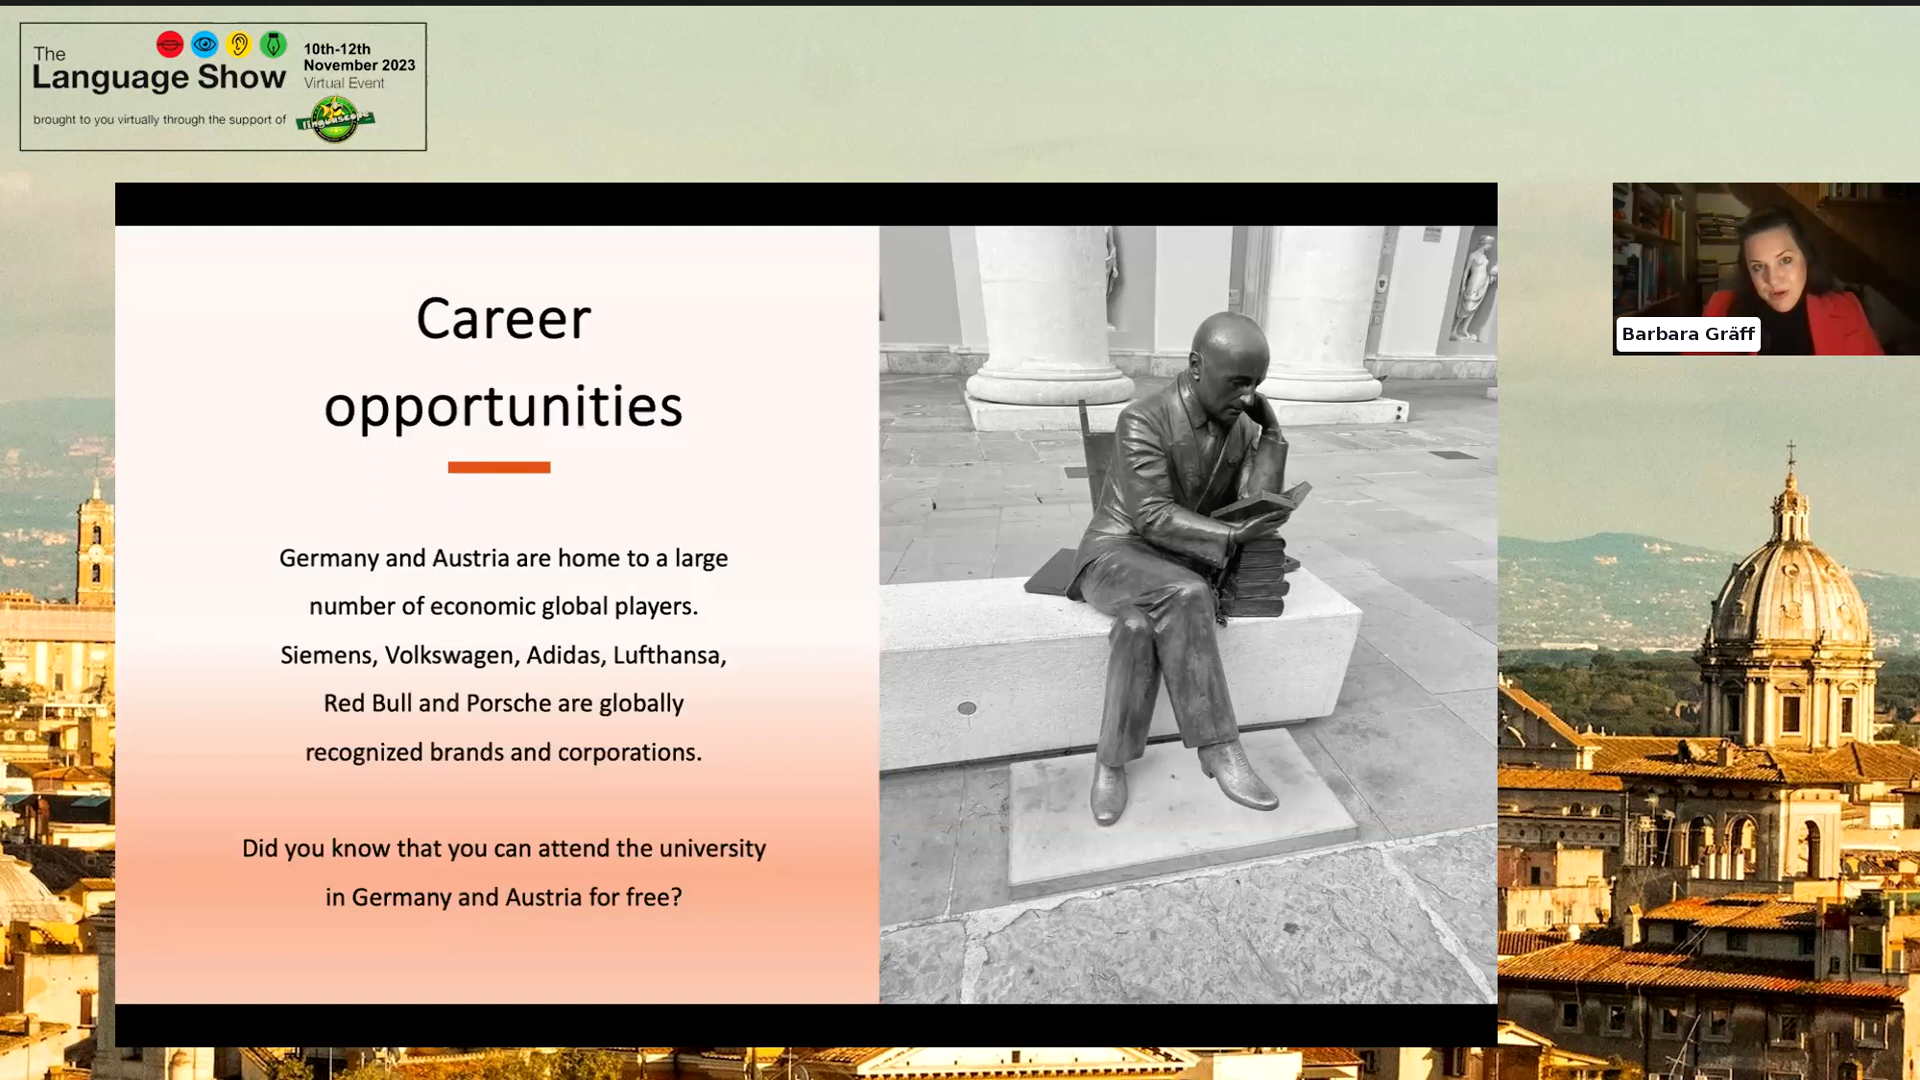 The
Language Show
10th-12th
November 2023
Virtual Event
brought to you virtually through the support of
linguascope
Career
opportunities
Germany and Austria are home to a large
number of economic global players.
Siemens, Volkswagen, Adidas, Lufthansa,
Red Bull and Porsche are globally
recognized brands and corporations.
Did you know that you can attend the university
in Germany and Austria for free?
Barbara Gräff